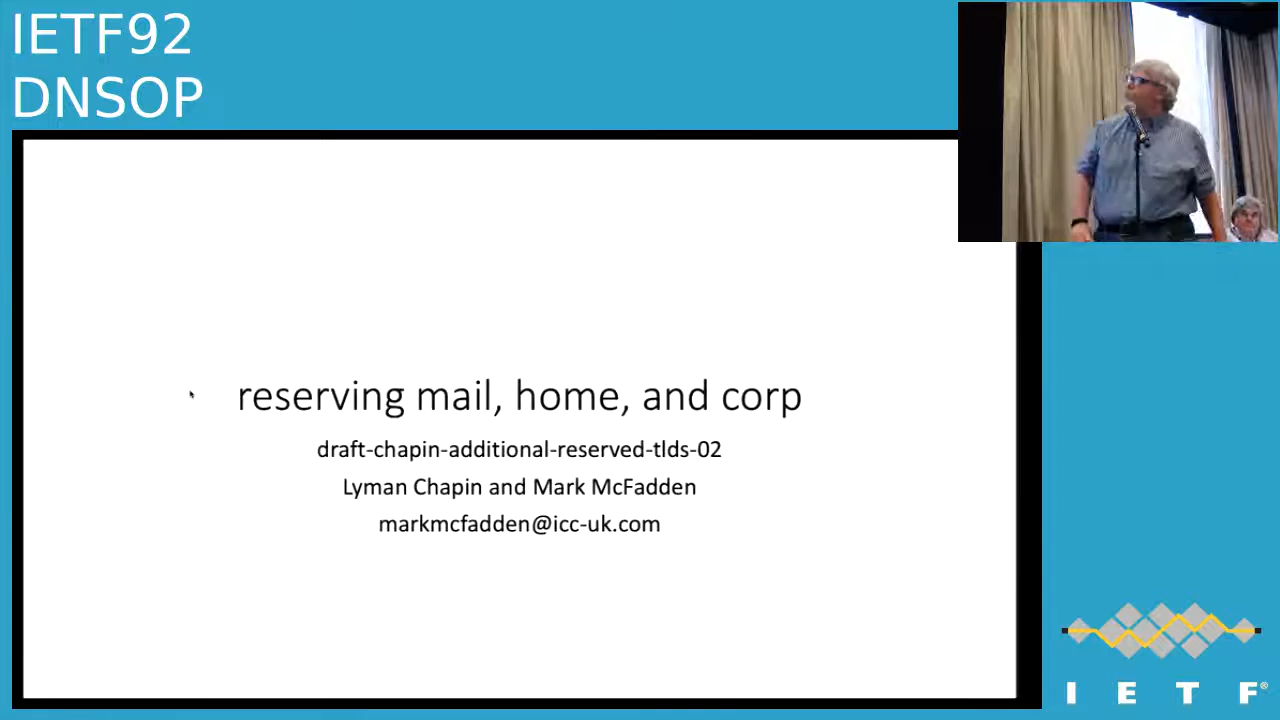 IETF92
DNSOP
reserving mail, home, and corp
draft-chapin-additional-reserved-tlds-02
Lyman Chapin and Mark McFadden
markmcfadden@icc-uk.com
I E T F®